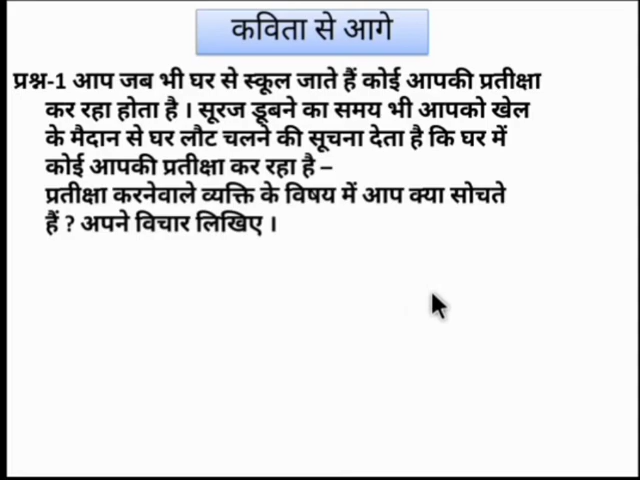 कविता से आगे
प्रश्न-1 आप जब भी घर से स्कूल जाते हैं कोई आपकी प्रतीक्षा
कर रहा होता है । सूरज डूबने का समय भी आपको खेल
के मैदान से घर लौट चलने की सूचना देता है कि घर में
कोई आपकी प्रतीक्षा कर रहा है –
प्रतीक्षा करनेवाले व्यक्ति के विषय में आप क्या सोचते
हैं ? अपने विचार लिखिए ।